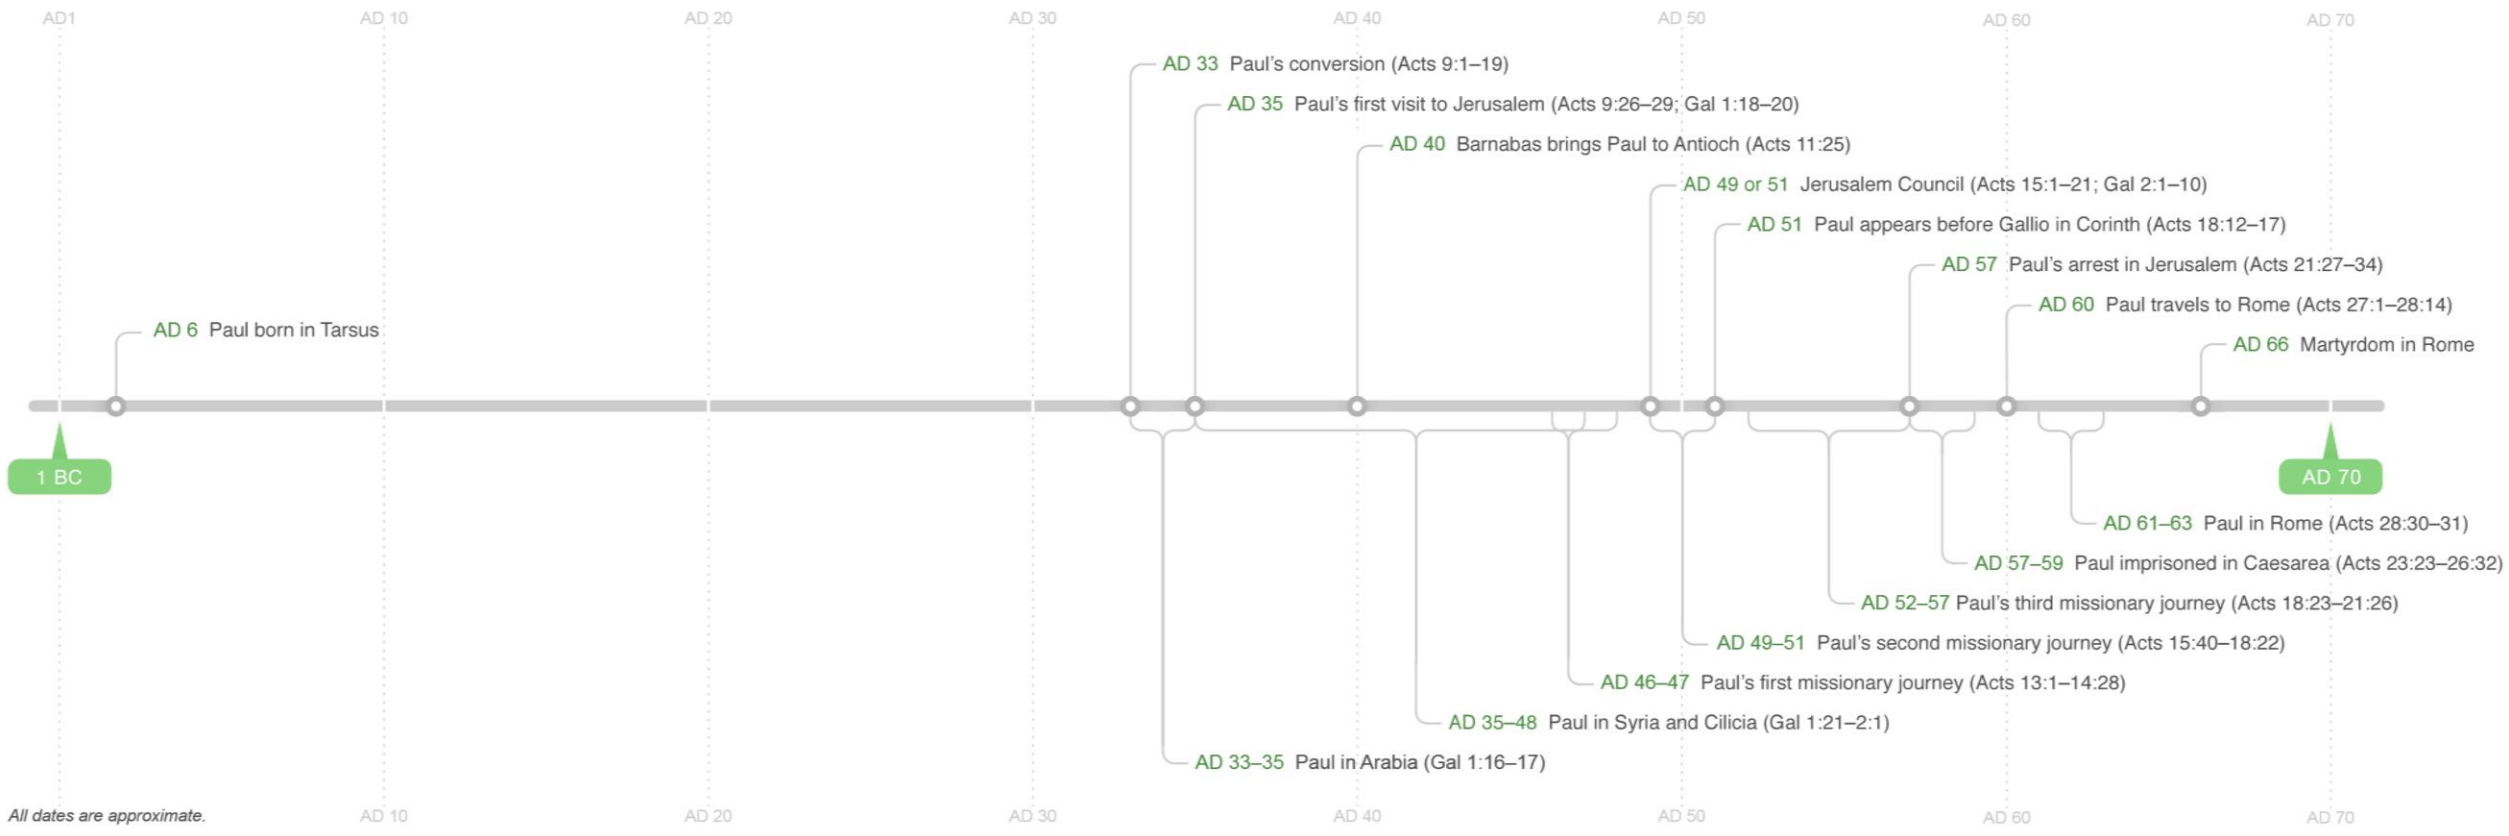 AD1 AD 10 AD 20 AD 30 AD 40 AD 50 AD 60 AD 70
AD 33 Paul’s conversion (Acts 9:1–19)
AD 35 Paul’s first visit to Jerusalem (Acts 9:26–29; Gal 1:18–20)
AD 40 Barnabas brings Paul to Antioch (Acts 11:25)
AD 49 or 51 Jerusalem Council (Acts 15:1–21; Gal 2:1–10)
AD 51 Paul appears before Gallio in Corinth (Acts 18:12–17)
AD 57 Paul’s arrest in Jerusalem (Acts 21:27–34)
AD 60 Paul travels to Rome (Acts 27:1–28:14)
AD 6 Paul born in Tarsus
AD 66 Martyrdom in Rome
1 BC
AD 70
AD 61–63 Paul in Rome (Acts 28:30–31)
AD 57–59 Paul imprisoned in Caesarea (Acts 23:23–26:32)
AD 52–57 Paul’s third missionary journey (Acts 18:23–21:26)
AD 49–51 Paul’s second missionary journey (Acts 15:40–18:22)
AD 46–47 Paul’s first missionary journey (Acts 13:1–14:28)
AD 35–48 Paul in Syria and Cilicia (Gal 1:21–2:1)
AD 33–35 Paul in Arabia (Gal 1:16–17)
All dates are approximate.
AD 10 AD 20 AD 30 AD 40 AD 50 AD 60 AD 70